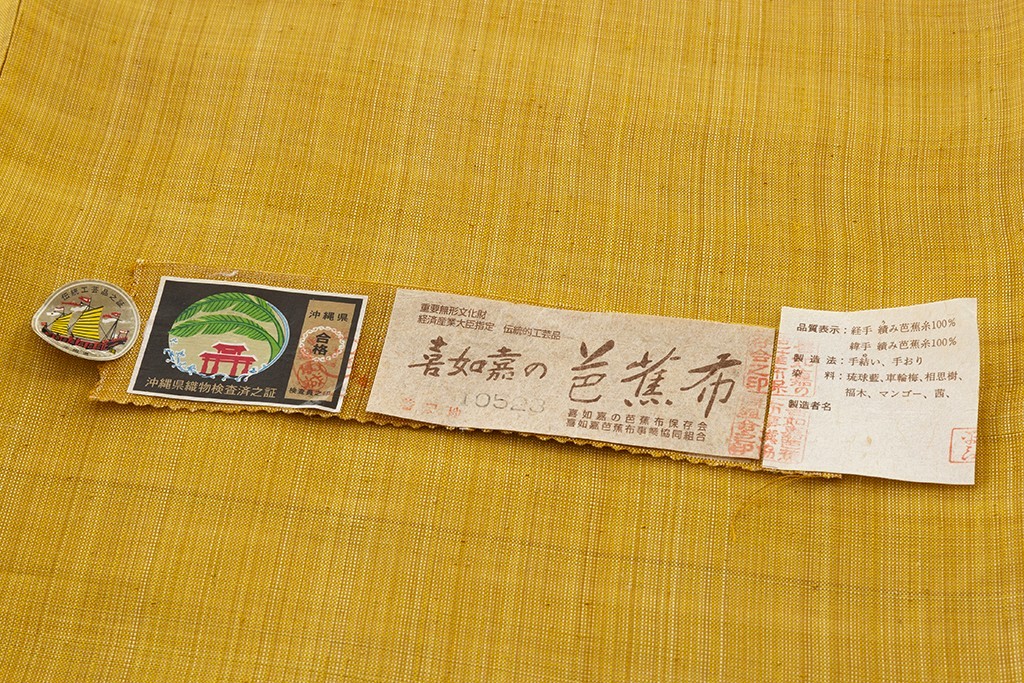 伝統工芸品之証
沖縄県
合格
検査員之
沖縄県織物検査済之証
重要無形文化財
経済産業大臣指定 伝統的工芸品
喜如嘉の芭蕉布
10523
喜如嘉の芭蕉布保存会
喜如嘉芭蕉布事業協同組合
品質表示:経手 績み芭蕉糸100%
緯手 績み芭蕉糸100%
製造法:手結い、手おり
染料:琉球藍、車輪梅、相思樹、
福木、マンゴー、茜、
製造者名